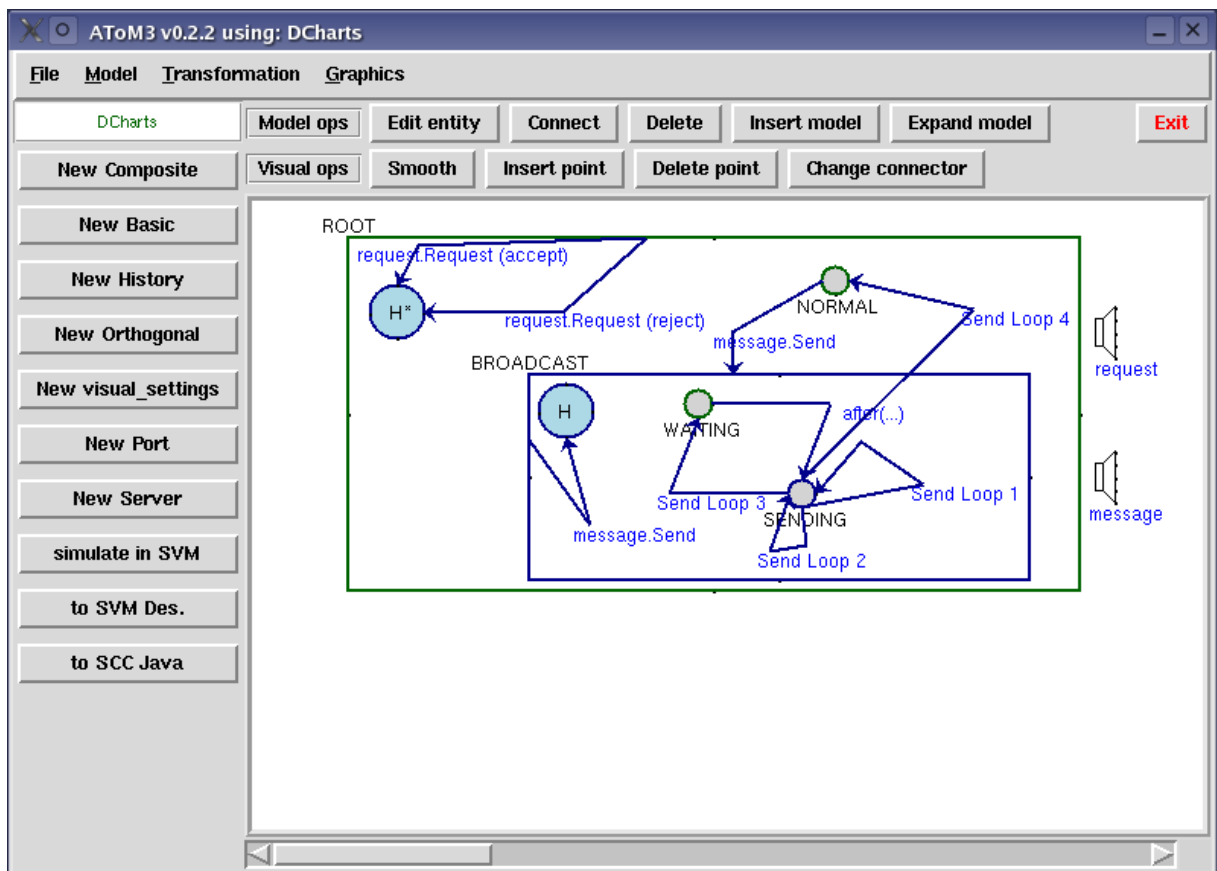 AToM3 v0.2.2 using: DCharts
File Model Transformation Graphics
DCharts
Model ops Edit entity Connect Delete Insert model Expand model Exit
New Composite
Visual ops Smooth Insert point Delete point Change connector
New Basic
New History
New Orthogonal
New visual_settings
New Port
New Server
simulate in SVM
to SVM Des.
to SCC Java
ROOT
request.Request (accept)
H*
request.Request (reject)
NORMAL
Send Loop 4
message.Send
request
BROADCAST
H
WAITING
after(...)
Send Loop 3
Send Loop 1
SENDING
message.Send
Send Loop 2
message